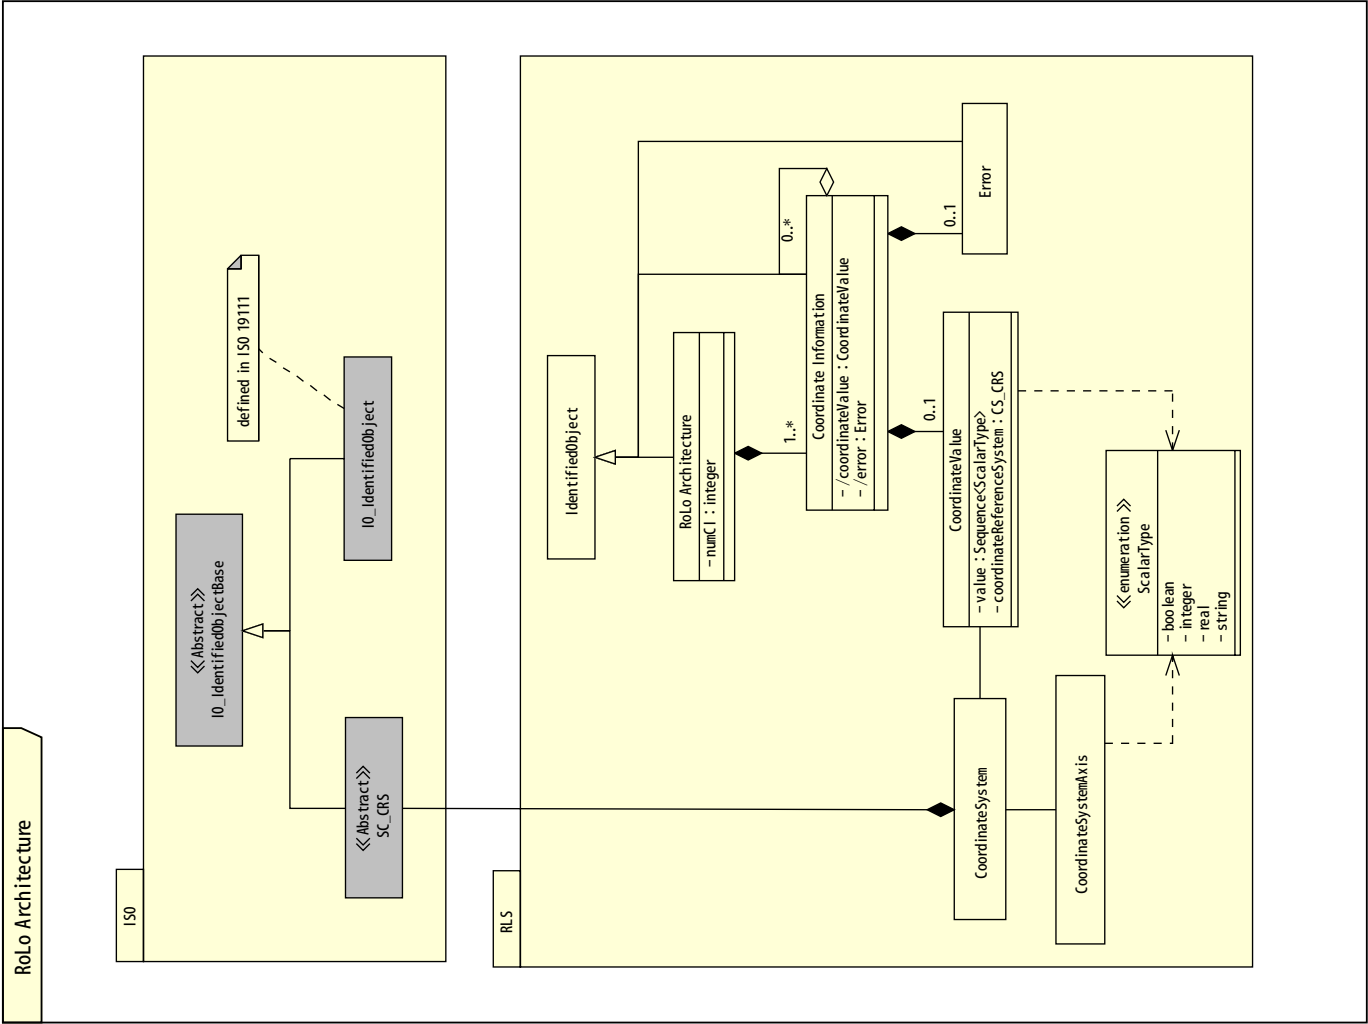 RoLo Architecture
ISO
<<Abstract>>
IO_IdentifiedObjectBase
defined in ISO 19111
<<Abstract>>
SC_CRS
IO_IdentifiedObject
RLS
IdentifiedObject
RoLo Architecture
- numCI : integer
1..*
0..*
Coordinate Information
- /coordinateValue : CoordinateValue
- /error : Error
0..1
0..1
Error
CoordinateValue
- value : Sequence<ScalarType>
- coordinateReferenceSystem : CS_CRS
CoordinateSystem
CoordinateSystemAxis
<<enumeration>>
ScalarType
- boolean
- integer
- real
- string